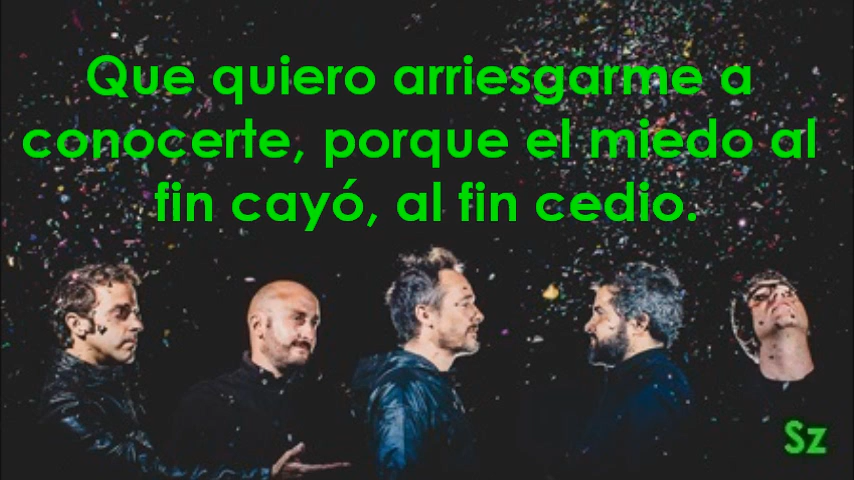 Que quiero arriesgarme a
conocerte, porque el miedo al
fin cayó, al fin cedio.
Sz